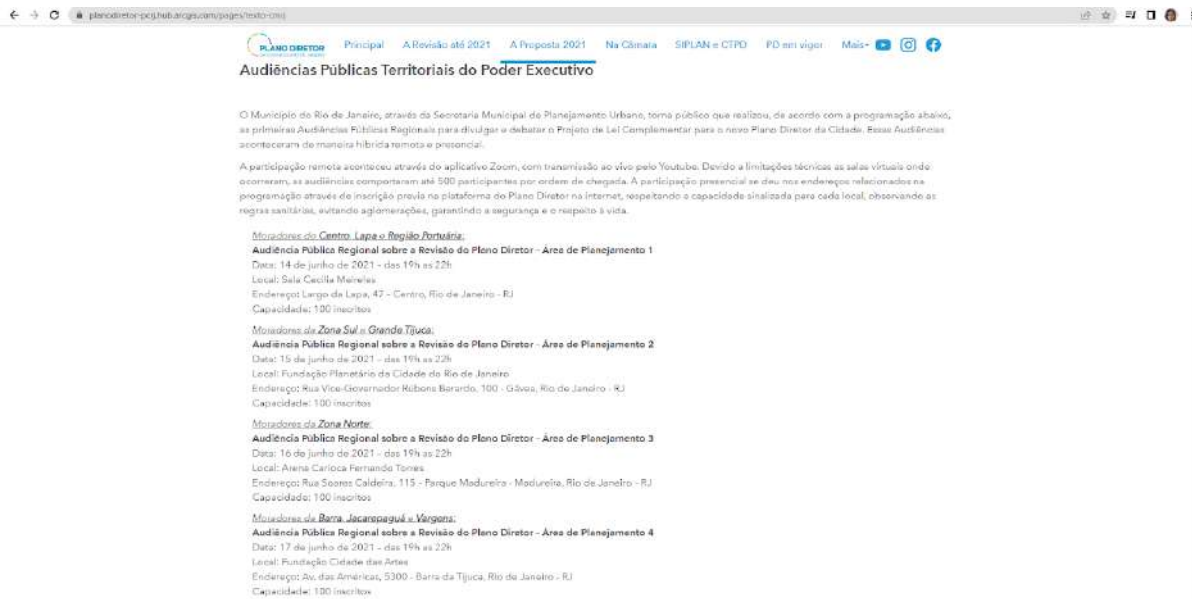 planodiretor-pcrj.hub.arcgis.com/pages/texto-cmrj
PLANO DIRETOR
Principal A Revisão até 2021 A Proposta 2021 Na Câmara SIPLAN e CTPD PD em vigor Mais
Audiências Públicas Territoriais do Poder Executivo
O Município do Rio de Janeiro, através da Secretaria Municipal de Planejamento Urbano, torna público que realizou, de acordo com a programação abaixo,
as primeiras Audiências Públicas Regionais para divulgar e debater o Projeto de Lei Complementar para o novo Plano Diretor da Cidade. Essas Audiências
aconteceram de maneira híbrida remota e presencial.
A participação remota aconteceu através do aplicativo Zoom, com transmissão ao vivo pelo Youtube. Devido a limitações técnicas as salas virtuais onde
ocorreram, as audiências comportaram até 500 participantes por ordem de chegada. A participação presencial se deu nos endereços relacionados na
programação através de inscrição previa na plataforma do Plano Diretor na internet, respeitando a capacidade sinalizada para cada local, observando as
regras sanitárias, evitando aglomerações, garantindo a segurança e o respeito à vida.
Moradores do Centro, Lapa e Região Portuária:
Audiência Pública Regional sobre a Revisão do Plano Diretor - Área de Planejamento 1
Data: 14 de junho de 2021 - das 19h as 22h
Local: Sala Cecília Meireles
Endereço: Largo da Lapa, 47 - Centro, Rio de Janeiro - RJ
Capacidade: 100 inscritos
Moradores da Zona Sul e Grande Tijuca:
Audiência Pública Regional sobre a Revisão do Plano Diretor - Área de Planejamento 2
Data: 15 de junho de 2021 - das 19h as 22h
Local: Fundação Planetário da Cidade do Rio de Janeiro
Endereço: Rua Vice-Governador Rúbens Berardo, 100 - Gávea, Rio de Janeiro - RJ
Capacidade: 100 inscritos
Moradores da Zona Norte:
Audiência Pública Regional sobre a Revisão do Plano Diretor - Área de Planejamento 3
Data: 16 de junho de 2021 - das 19h as 22h
Local: Arena Carioca Fernando Torres
Endereço: Rua Soares Caldeira, 115 - Parque Madureira - Madureira, Rio de Janeiro - RJ
Capacidade: 100 inscritos
Moradores da Barra, Jacarepaguá e Vargens:
Audiência Pública Regional sobre a Revisão do Plano Diretor - Área de Planejamento 4
Data: 17 de junho de 2021 - das 19h as 22h
Local: Fundação Cidade das Artes
Endereço: Av. das Américas, 5300 - Barra da Tijuca, Rio de Janeiro - RJ
Capacidade: 100 inscritos